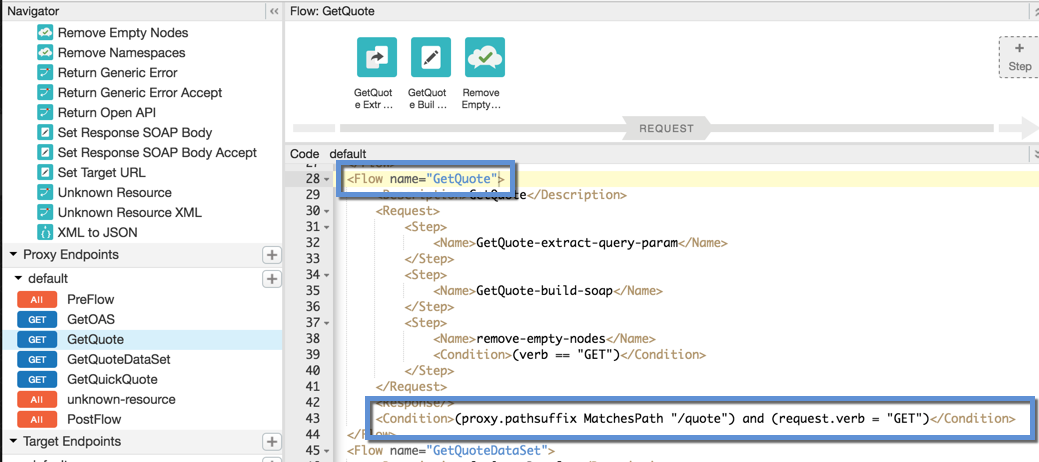 Navigator
Remove Empty Nodes
Remove Namespaces
Return Generic Error
Return Generic Error Accept
Return Open API
Set Response SOAP Body
Set Response SOAP Body Accept
Set Target URL
Unknown Resource
Unknown Resource XML
XML to JSON
Proxy Endpoints
default
All PreFlow
GET GetOAS
GET GetQuote
GET GetQuoteDataSet
GET GetQuickQuote
All unknown-resource
All PostFlow
Target Endpoints
Flow: GetQuote
GetQuot
e Extr ...
GetQuot
e Buil ...
Remove
Empty...
+
Step
REQUEST
Code default
27
28 <Flow name="GetQuote">
29 <Description>GetQuote</Description>
30 <Request>
31 <Step>
32 <Name>GetQuote-extract-query-param</Name>
33 </Step>
34 <Step>
35 <Name>GetQuote-build-soap</Name>
36 </Step>
37 <Step>
38 <Name>remove-empty-nodes</Name>
39 <Condition>(verb == "GET")</Condition>
40 </Step>
41 </Request>
42 <Response/>
43 <Condition>(proxy.pathsuffix MatchesPath "/quote") and (request.verb = "GET")</Condition>
44 </Flow>
45 <Flow name="GetQuoteDataSet">